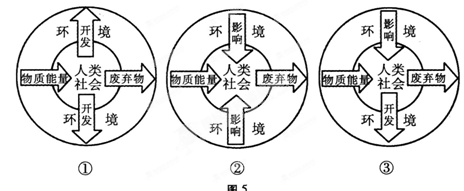 环 开发 境
物质能量 人类社会 废弃物
环 开发 境
①
环 影响 境
物质能量 人类社会 废弃物
环 影响 境
②
环 影响 境
物质能量 人类社会 废弃物
环 开发 境
③
图 5